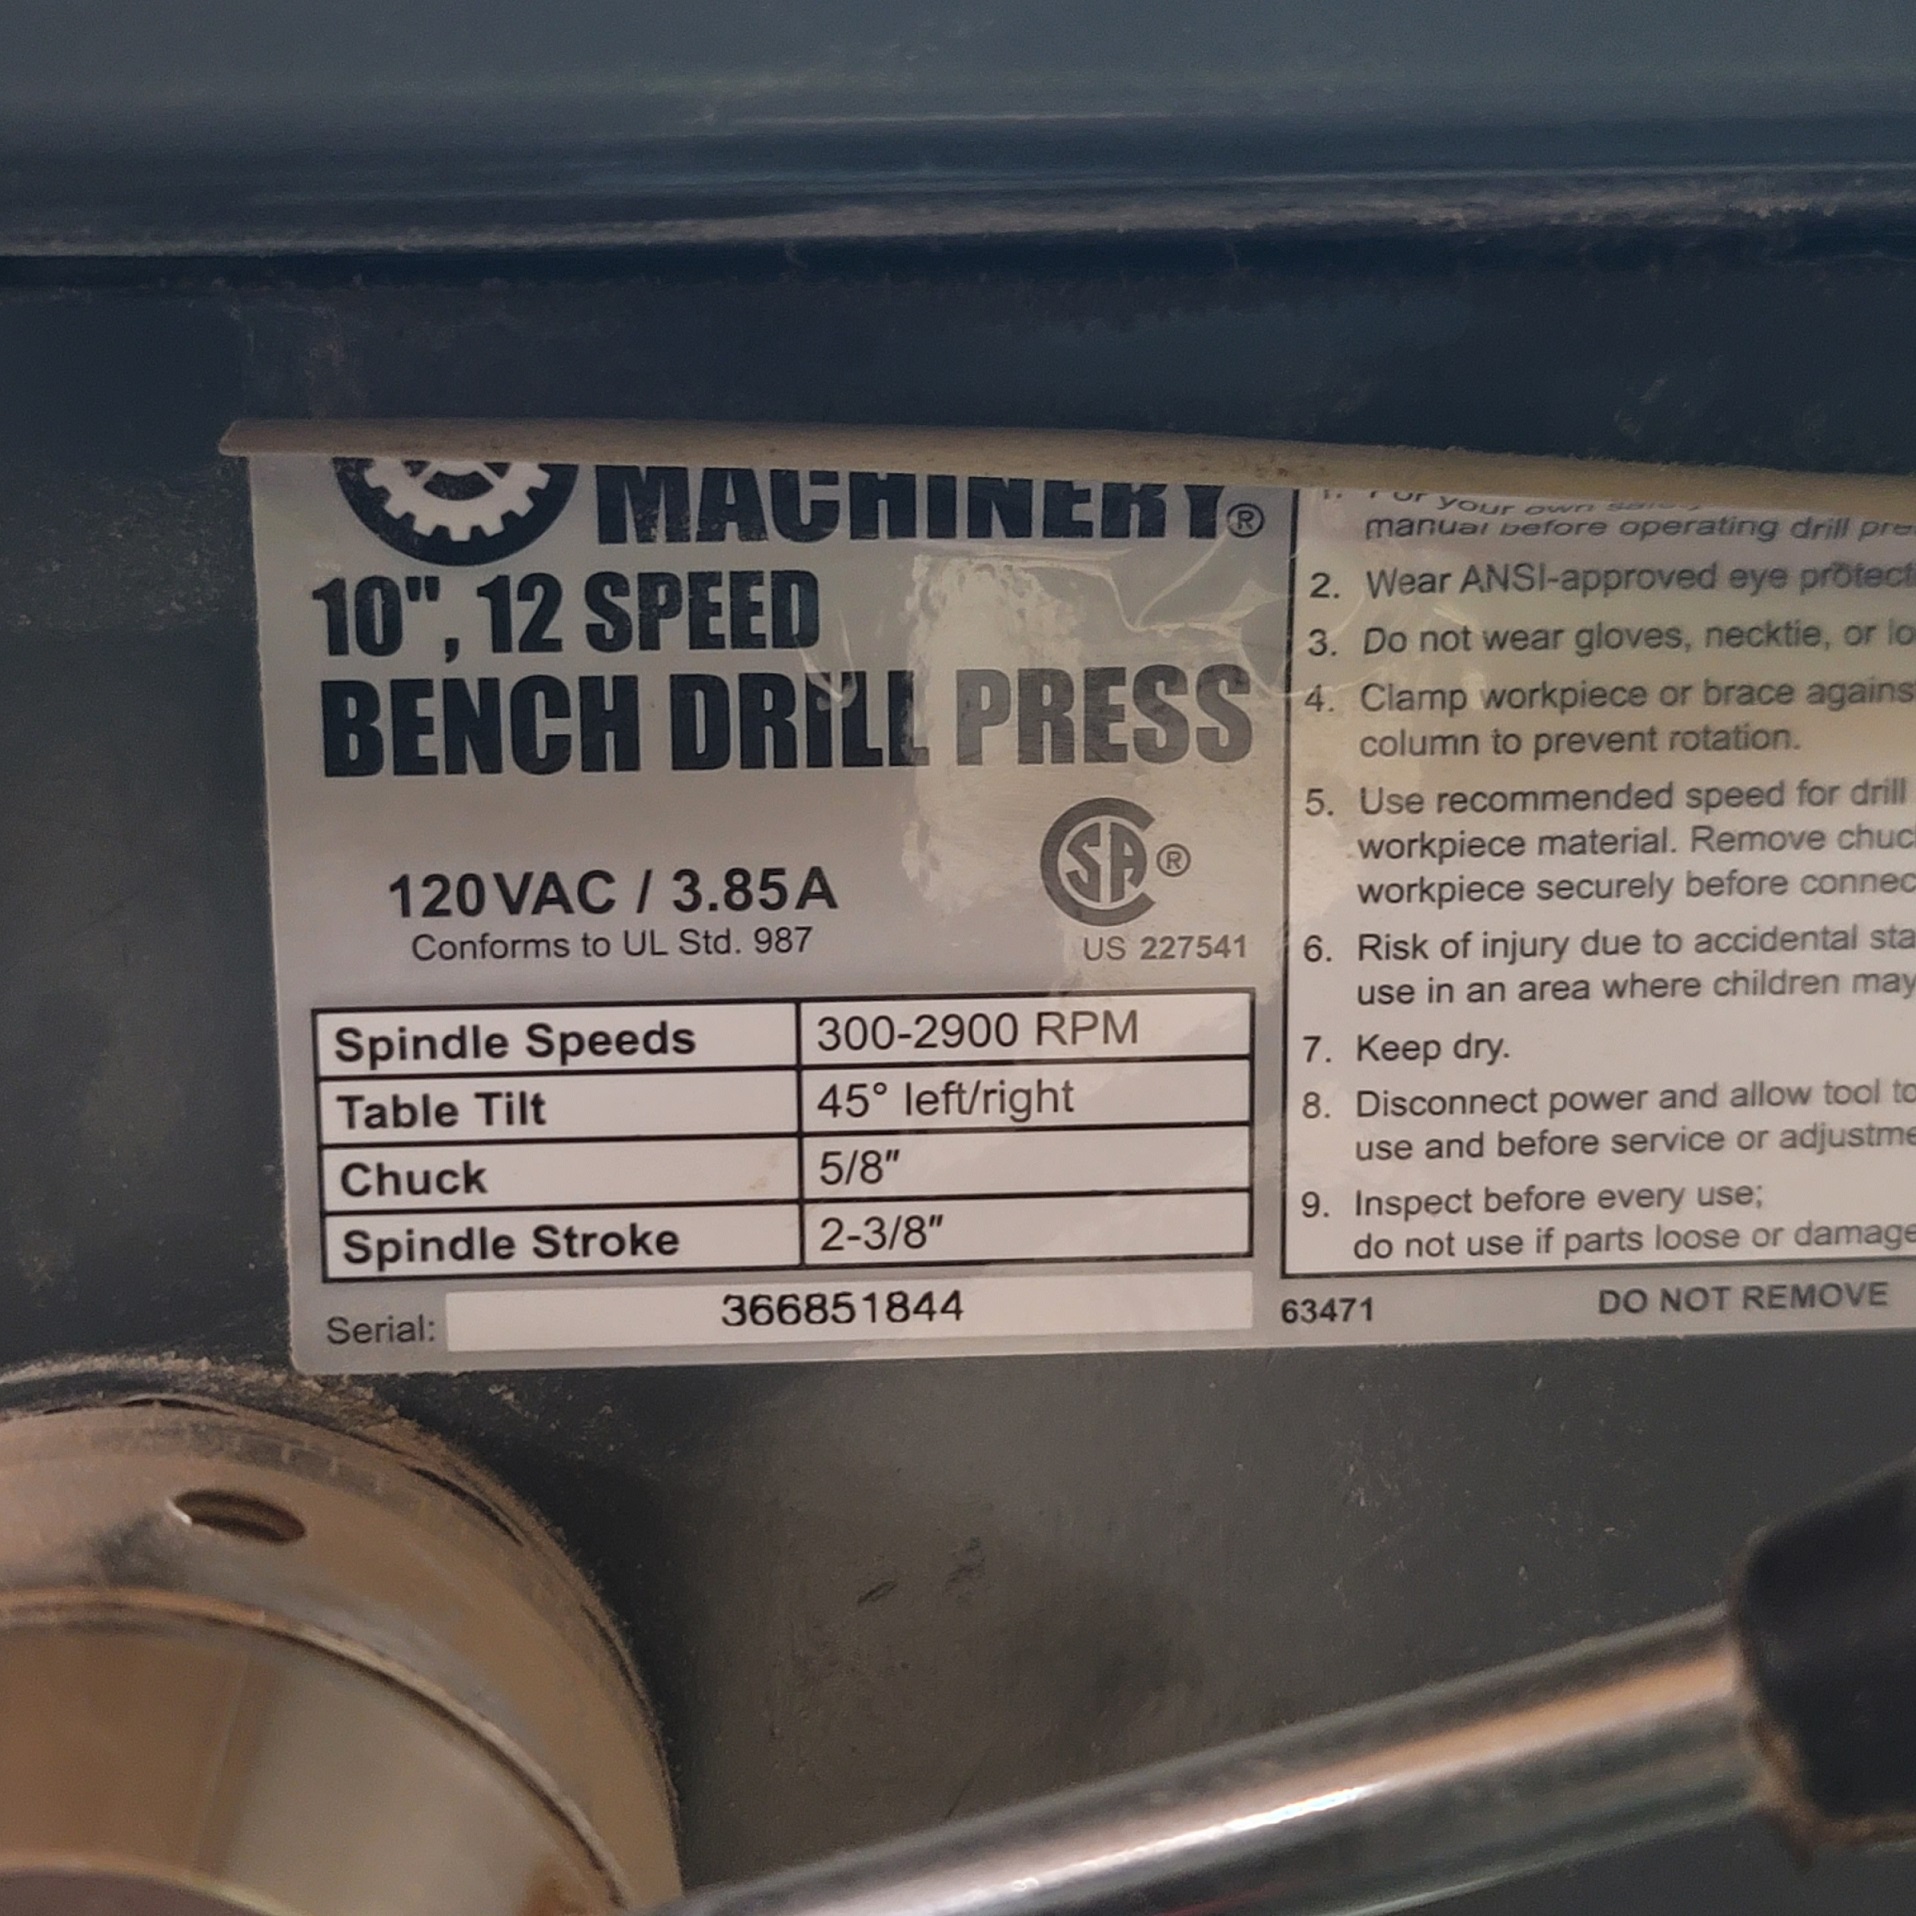 MACHINERY®
10", 12 SPEED
BENCH DRILL PRESS
120VAC / 3.85A
Conforms to UL Std. 987
SA®
US 227541
Spindle Speeds 300-2900 RPM
Table Tilt 45° left/right
Chuck 5/8"
Spindle Stroke 2-3/8"
Serial: 366851844
1. For your own
manual before operating drill
2. Wear ANSI-approved eye
3. Do not wear gloves, necktie, or
4. Clamp workpiece or brace
column to prevent rotation.
5. Use recommended speed for drill
workpiece material. Remove
workpiece securely before
6. Risk of injury due to accidental
use in an area where children may
7. Keep dry.
8. Disconnect power and allow tool
use and before service or
9. Inspect before every use;
do not use if parts loose or
63471 DO NOT REMOVE